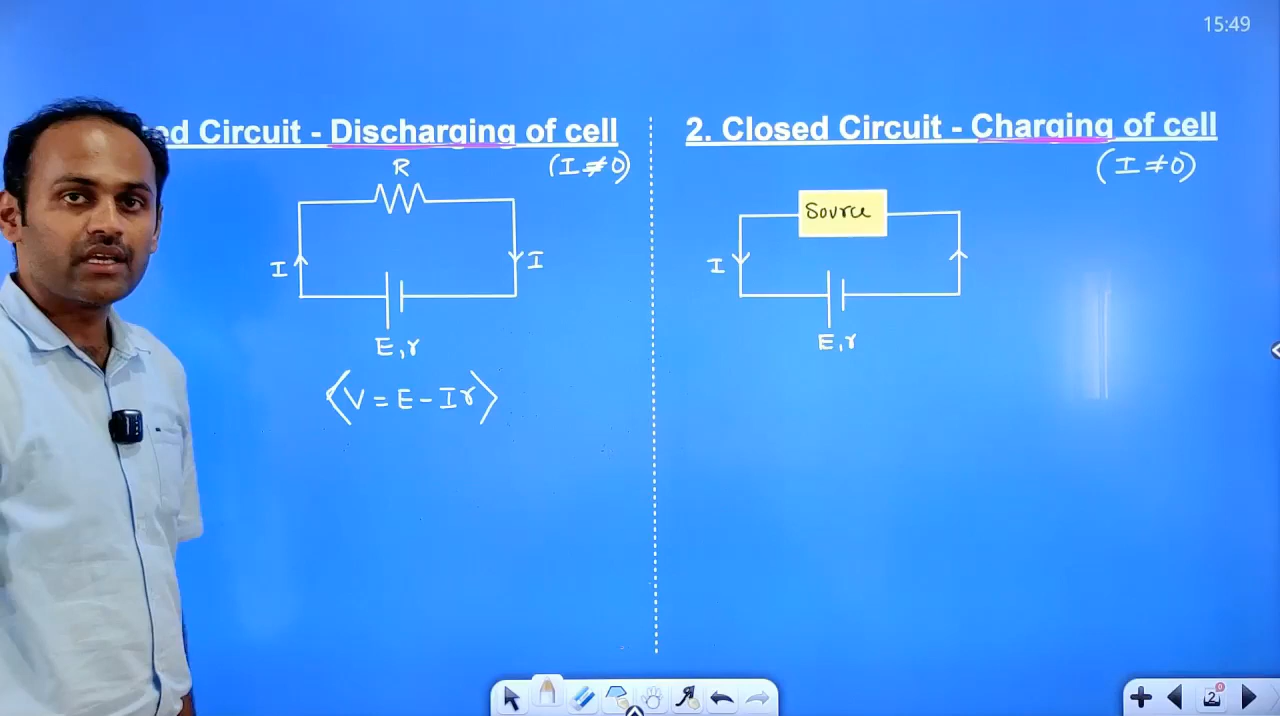 15:49
ed Circuit - Discharging of cell
(I ≠ 0)
R
I
I
E, r
⟨V = E - Ir⟩
2. Closed Circuit - Charging of cell
(I ≠ 0)
Source
I
E, r
2